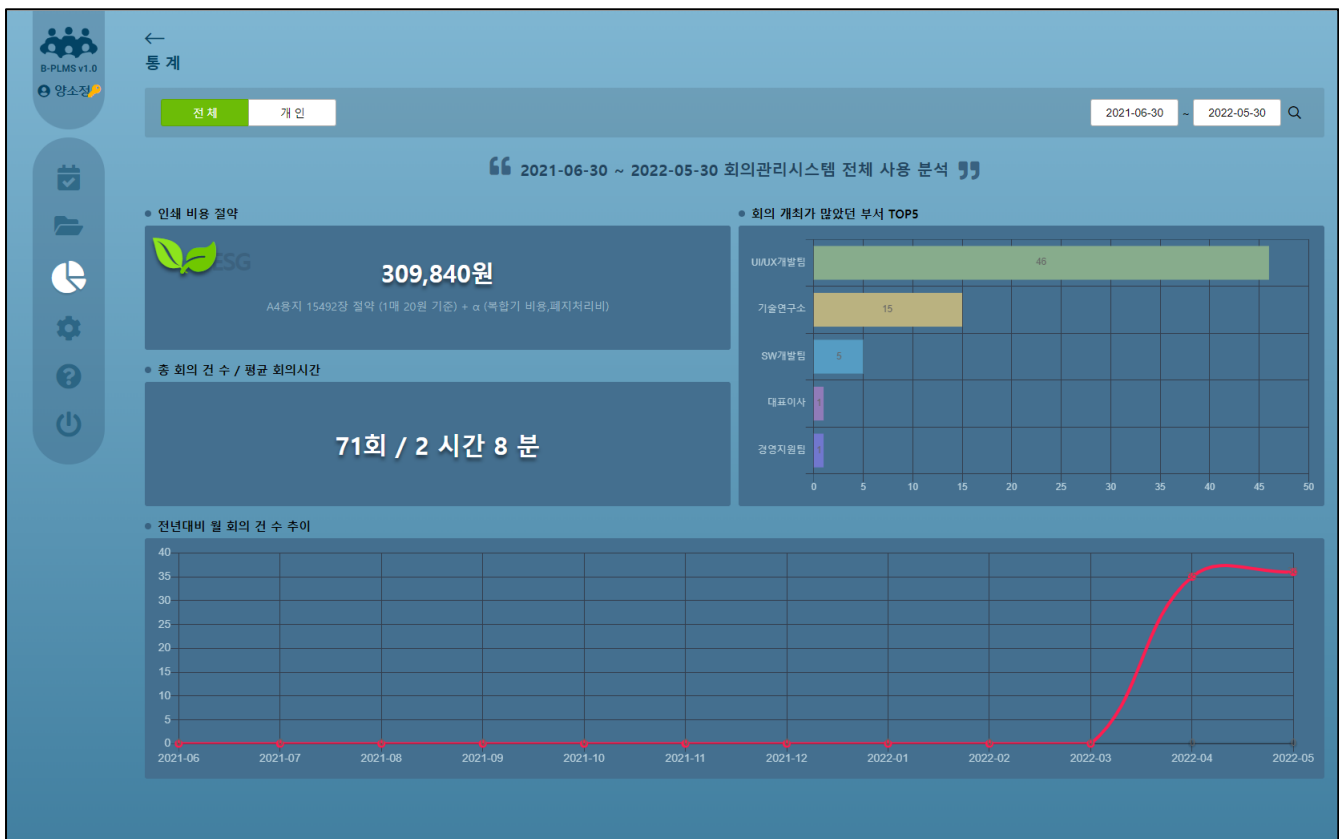 B-PLMS v1.0
양소정
통 계
전 체
개 인
2021-06-30 ~ 2022-05-30
2021-06-30 ~ 2022-05-30 회의관리시스템 전체 사용 분석
인쇄 비용 절약
ESG
309,840원
A4용지 15492장 절약 (1매 20원 기준) + α (복합기 비용,폐지처리비)
총 회의 건 수 / 평균 회의시간
71회 / 2 시간 8 분
회의 개최가 많았던 부서 TOP5
UI/UX개발팀 46
기술연구소 15
SW개발팀 5
대표이사 1
경영지원팀 1
0 5 10 15 20 25 30 35 40 45 50
전년대비 월 회의 건 수 추이
40
35
30
25
20
15
10
5
0
2021-06 2021-07 2021-08 2021-09 2021-10 2021-11 2021-12 2022-01 2022-02 2022-03 2022-04 2022-05